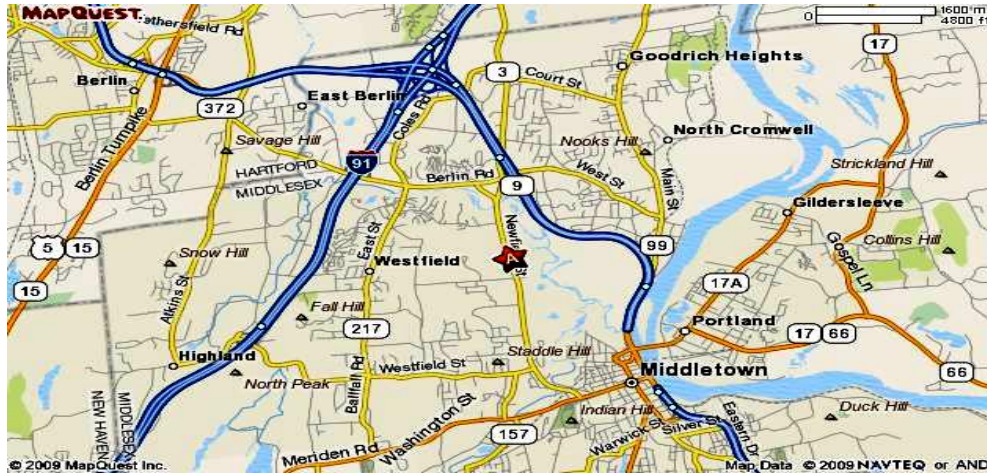 MAPQUEST
1600 m
0
4800 ft
17
3
Court St
Goodrich Heights
Berlin
East Berlin
372
Coles Rd
Savage Hill
Berlin Turnpike
91
HARTFORD
MIDDLESEX
Nooks Hill
North Cromwell
Strickland Hill
Berlin Rd
West St
Main St
9
Gildersleeve
Newfi
5
15
Snow Hill
East St
Westfield
A
99
Collins Hill
Gospel Ln
17A
15
Atkins St
Fall Hill
217
Portland
17
66
Highland
Westfield St
Staddle Hill
North Peak
Ballfall Rd
Middletown
66
MIDDLESEX
NEW HAVEN
Washington St
Indian Hill
Duck Hill
157
Meriden Rd
Warwick St
Silver St
Eastern Dr
© 2009 MapQuest Inc.
Map Data © 2009 NAVTEQ or AND